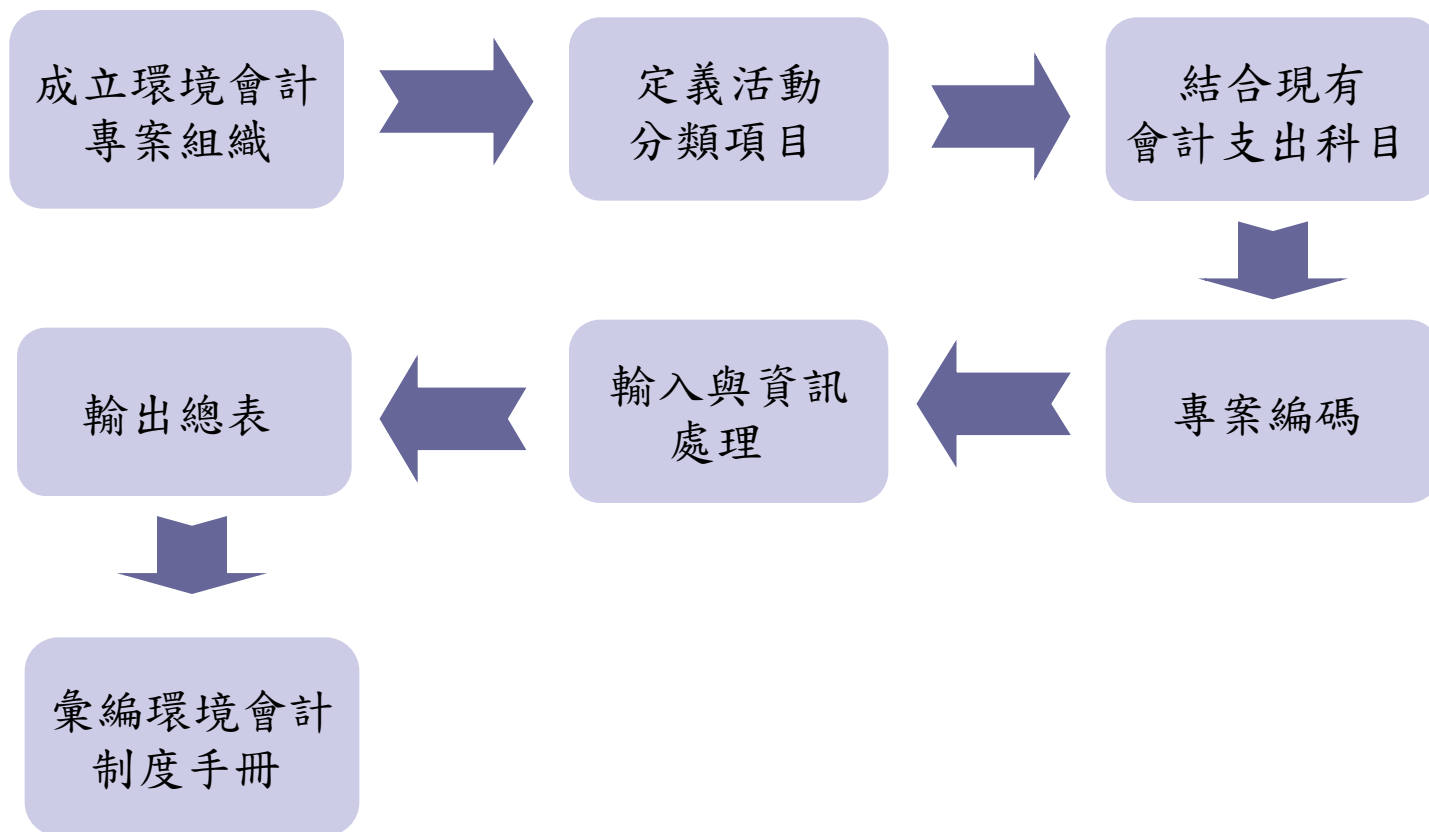 成立環境會計
專案組織
定義活動
分類項目
結合現有
會計支出科目
專案編碼
輸入與資訊
處理
輸出總表
彙編環境會計
制度手冊